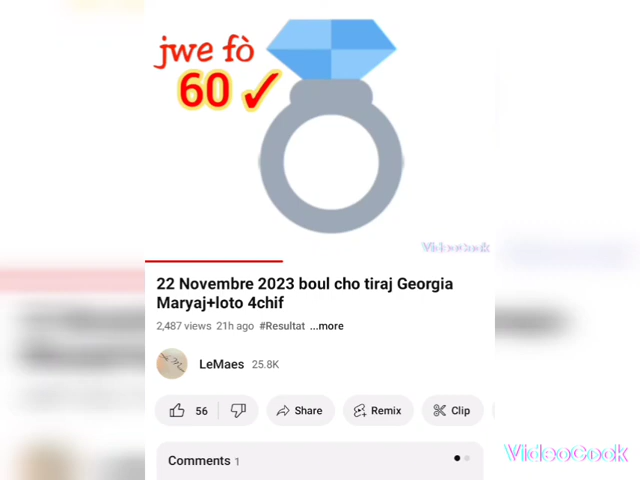 jwe fò
60 ✓
VideoCook
22 Novembre 2023 boul cho tiraj Georgia
Maryaj+loto 4chif
2,487 views 21h ago #Resultat ...more
LeMaes 25.8K
56 Share Remix Clip
Comments 1
VideoCook